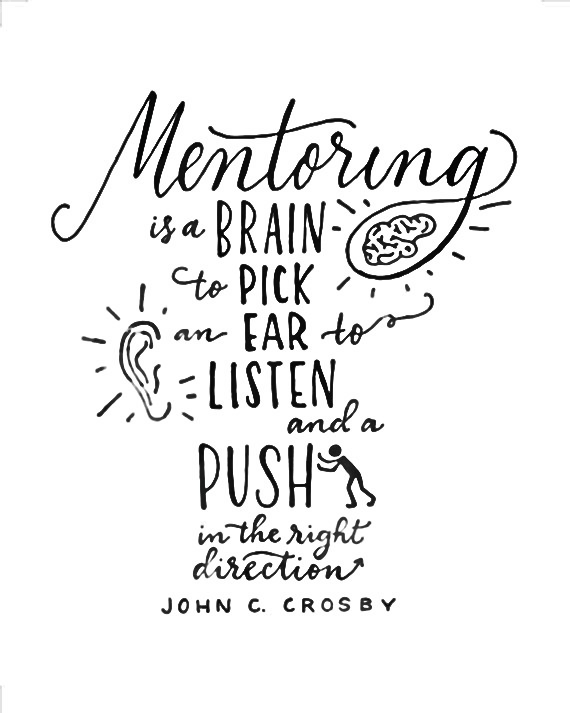 Mentoring
is a BRAIN
to PICK
an EAR to
LISTEN
and a
PUSH
in the right
direction
JOHN C. CROSBY